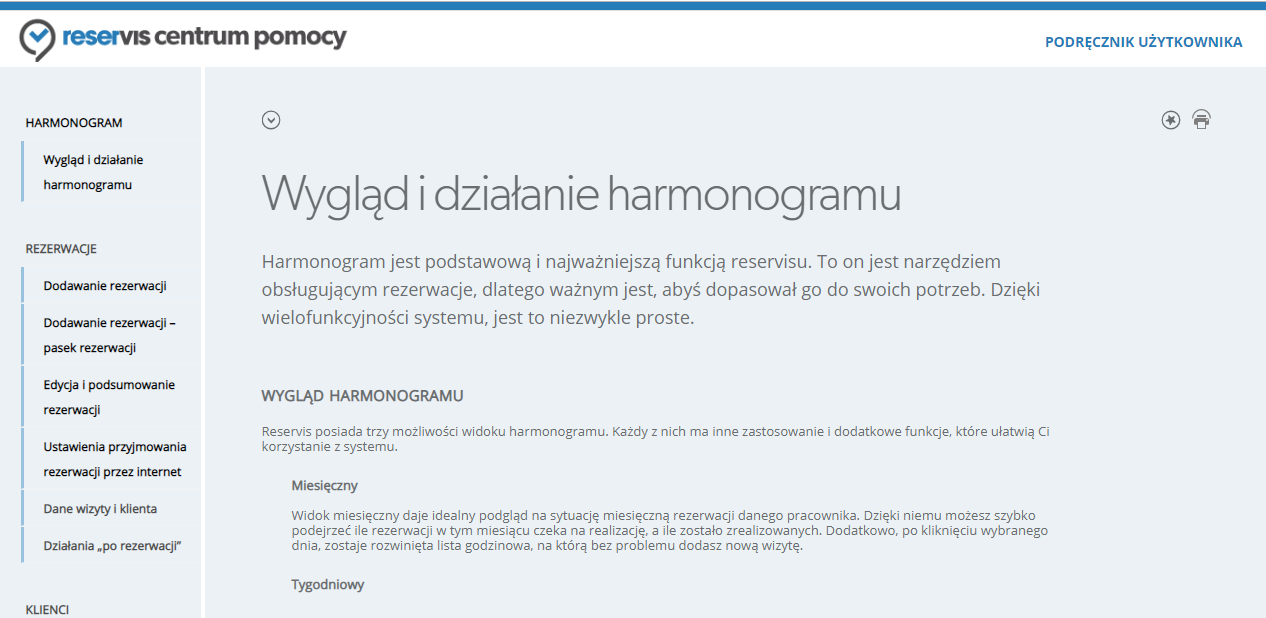 reservis centrum pomocy
PODRĘCZNIK UŻYTKOWNIKA
HARMONOGRAM
Wygląd i działanie
harmonogramu
REZERWACJE
Dodawanie rezerwacji
Dodawanie rezerwacji –
pasek rezerwacji
Edycja i podsumowanie
rezerwacji
Ustawienia przyjmowania
rezerwacji przez internet
Dane wizyty i klienta
Działania „po rezerwacji”
KLIENCI
Wygląd i działanie harmonogramu
Harmonogram jest podstawową i najważniejszą funkcją reservisu. To on jest narzędziem
obsługującym rezerwacje, dlatego ważnym jest, abyś dopasował go do swoich potrzeb. Dzięki
wielofunkcyjności systemu, jest to niezwykle proste.
WYGLĄD HARMONOGRAMU
Reservis posiada trzy możliwości widoku harmonogramu. Każdy z nich ma inne zastosowanie i dodatkowe funkcje, które ułatwią Ci
korzystanie z systemu.
Miesięczny
Widok miesięczny daje idealny podgląd na sytuację miesięczną rezerwacji danego pracownika. Dzięki niemu możesz szybko
podejrzeć ile rezerwacji w tym miesiącu czeka na realizację, a ile zostało zrealizowanych. Dodatkowo, po kliknięciu wybranego
dnia, zostaje rozwinięta lista godzinowa, na którą bez problemu dodasz nową wizytę.
Tygodniowy